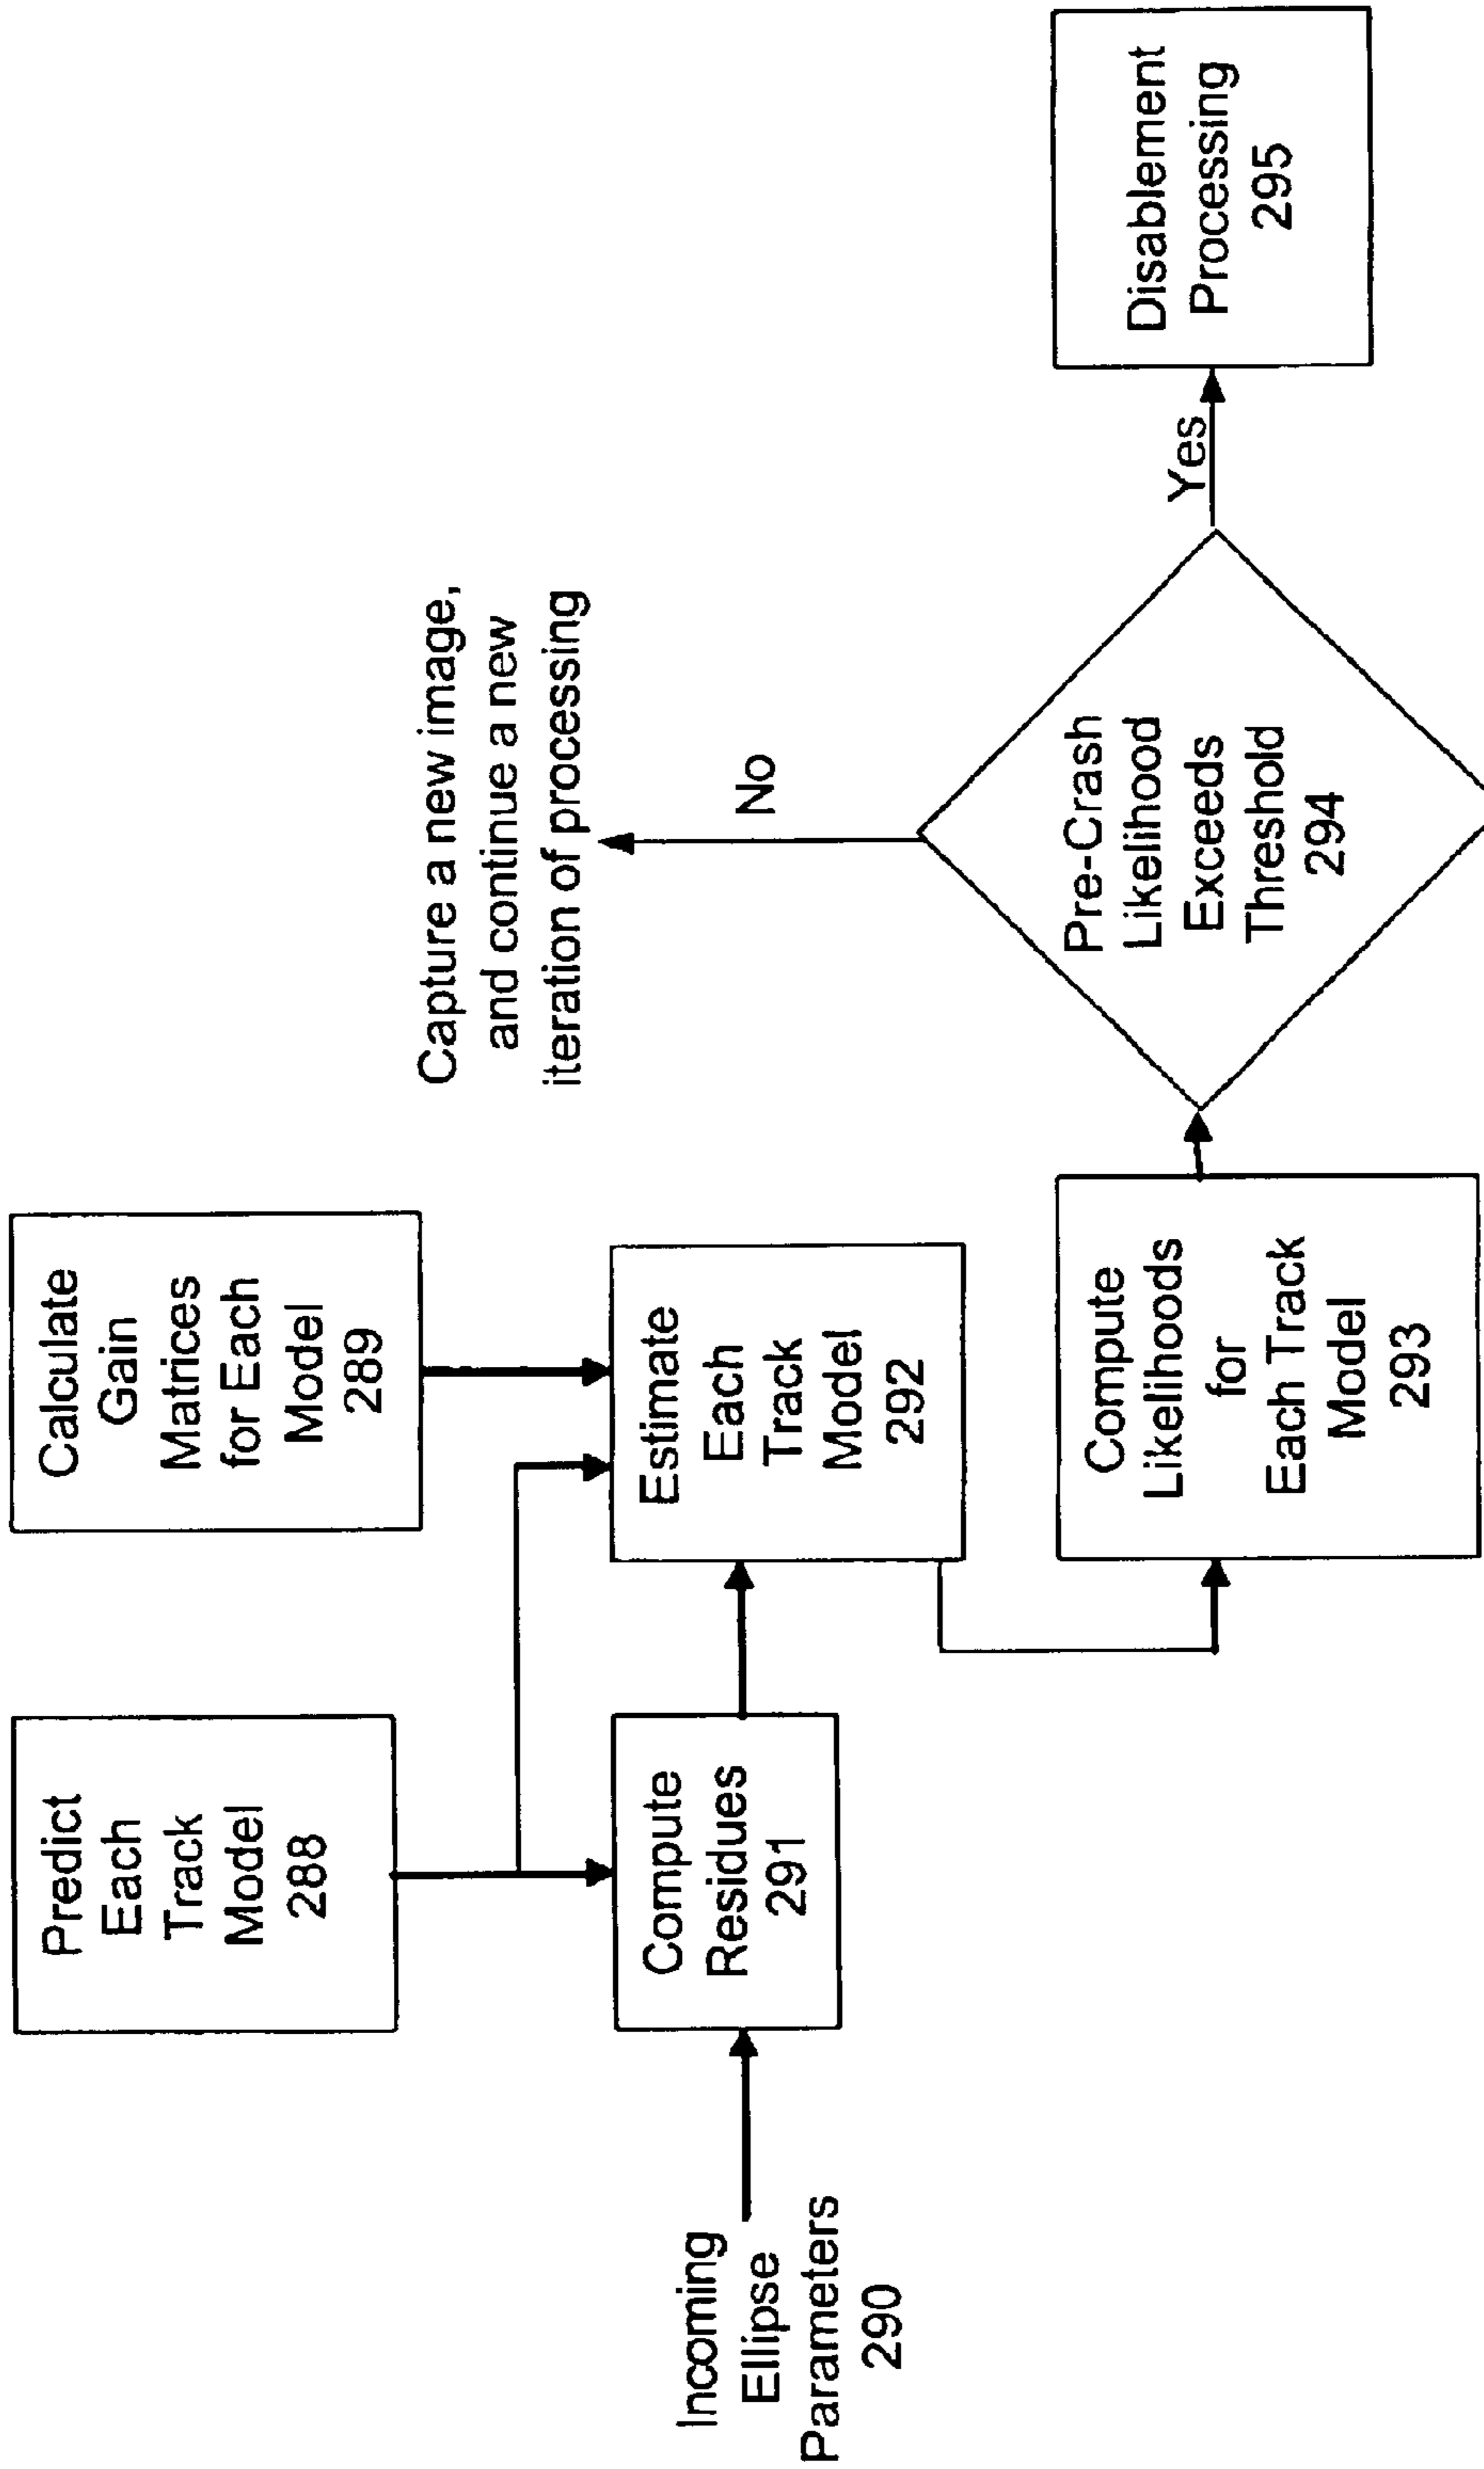 Predict
Each
Track
Model
288
Calculate
Gain
Matrices
for Each
Model
289
Capture a new image,
and continue a new
iteration of processing
Incoming
Ellipse
Parameters
290
Compute
Residues
291
Estimate
Each
Track
Model
292
No
Compute
Likelihoods
for
Each Track
Model
293
Pre-Crash
Likelihood
Exceeds
Threshold
294
Yes
Disablement
Processing
295